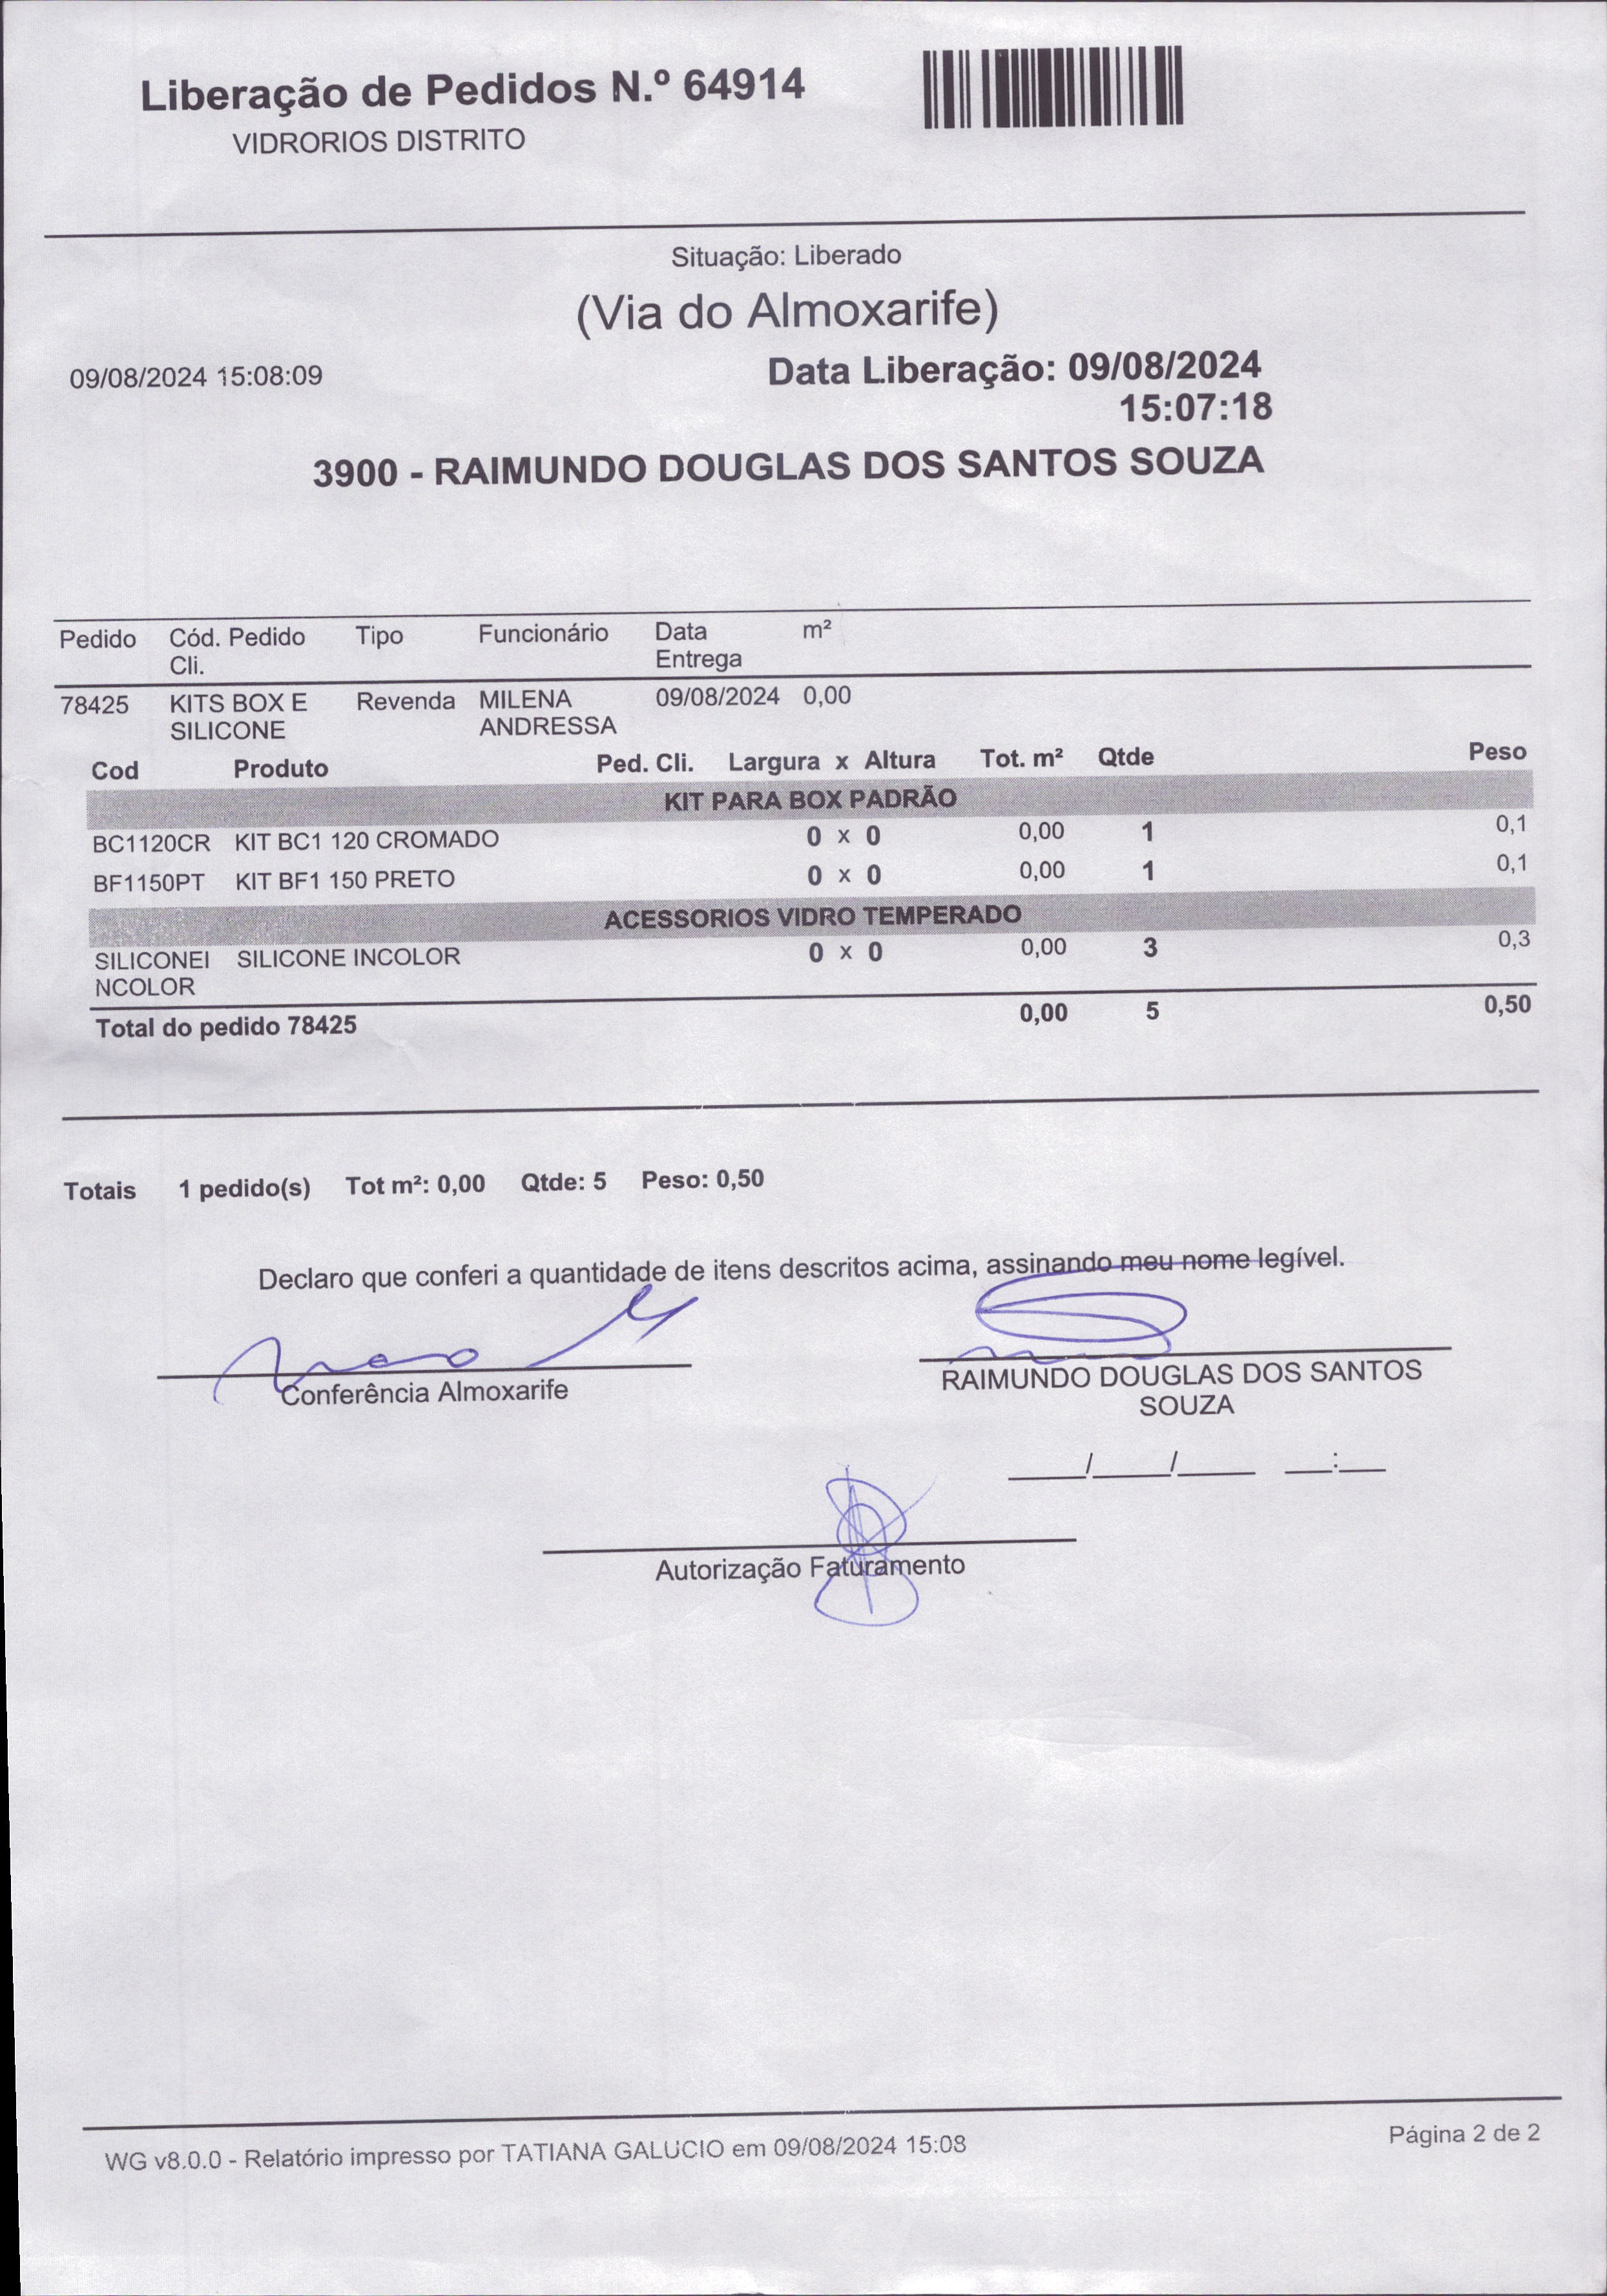 Liberação de Pedidos N.º 64914
VIDRORIOS DISTRITO
Situação: Liberado
(Via do Almoxarife)
09/08/2024 15:08:09
Data Liberação: 09/08/2024
15:07:18
3900 - RAIMUNDO DOUGLAS DOS SANTOS SOUZA
Pedido Cód. Pedido Tipo Funcionário Data m²
Cli. Entrega
78425 KITS BOX E Revenda MILENA 09/08/2024 0,00
SILICONE ANDRESSA
Cod Produto Ped. Cli. Largura x Altura Tot. m² Qtde Peso
KIT PARA BOX PADRÃO
BC1120CR KIT BC1 120 CROMADO 0 x 0 0,00 1 0,1
BF1150PT KIT BF1 150 PRETO 0 x 0 0,00 1 0,1
ACESSORIOS VIDRO TEMPERADO
SILICONEI SILICONE INCOLOR 0 x 0 0,00 3 0,3
NCOLOR
Total do pedido 78425 0,00 5 0,50
Totais 1 pedido(s) Tot m²: 0,00 Qtde: 5 Peso: 0,50
Declaro que conferi a quantidade de itens descritos acima, assinando meu nome legível.
Conferência Almoxarife
RAIMUNDO DOUGLAS DOS SANTOS
SOUZA
____/____/____ __:__
Autorização Faturamento
WG v8.0.0 - Relatório impresso por TATIANA GALUCIO em 09/08/2024 15:08
Página 2 de 2